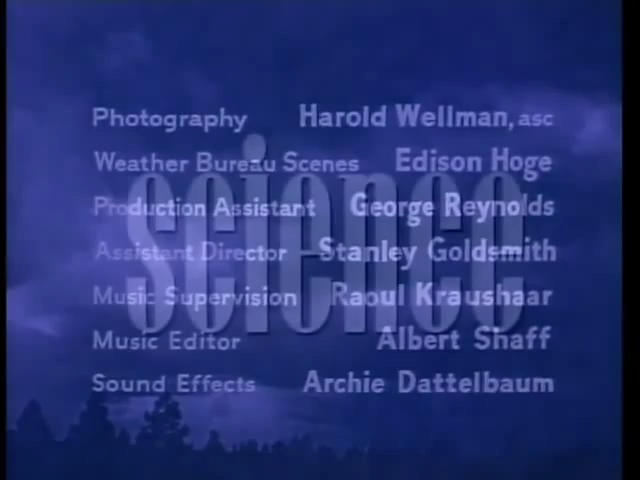 Photography Harold Wellman, asc
Weather Bureau Scenes Edison Hoge
Production Assistant George Reynolds
Assistant Director Stanley Goldsmith
Music Supervision Raoul Kraushaar
Music Editor Albert Shaff
Sound Effects Archie Dattelbaum
science